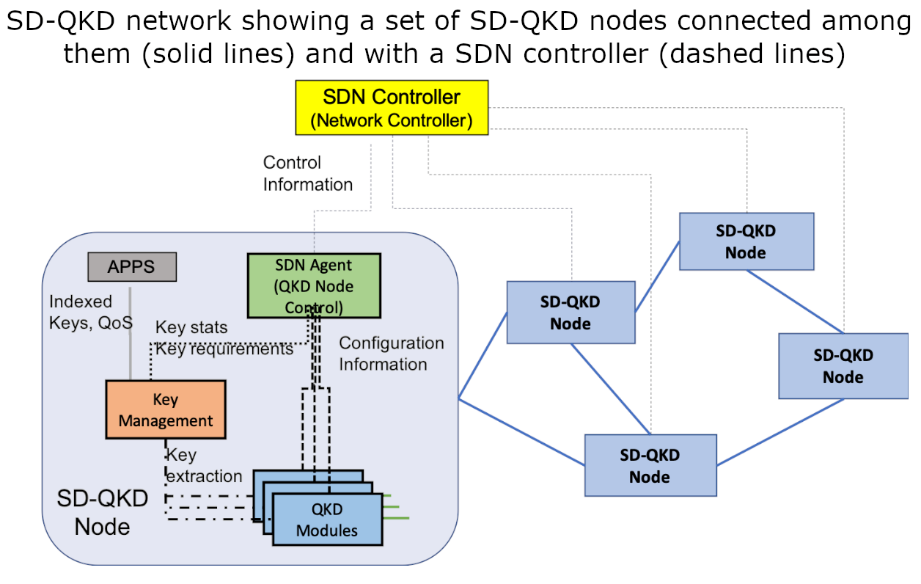 SD-QKD network showing a set of SD-QKD nodes connected among
them (solid lines) and with a SDN controller (dashed lines)
SDN Controller
(Network Controller)
Control
Information
SD-QKD
Node
APPS
SDN Agent
(QKD Node
Control)
SD-QKD
Node
Indexed
Keys, QoS
Key stats
Key requirements
Configuration
Information
SD-QKD
Node
Key
Management
SD-QKD
Node
Key
extraction
SD-QKD
Node
QKD
Modules